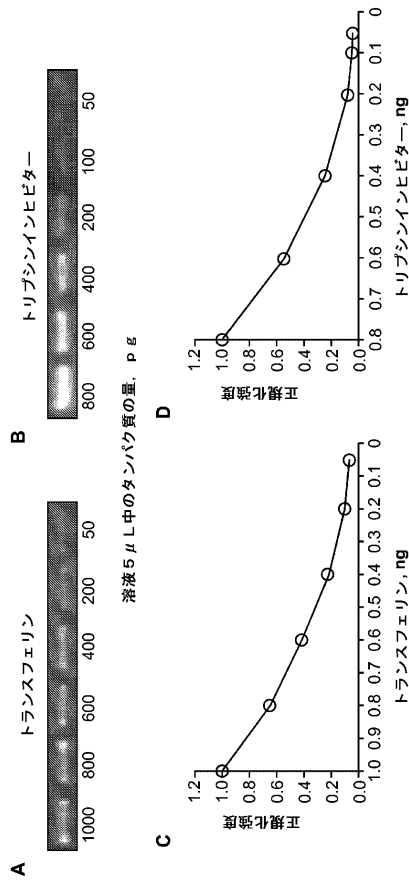 A
トランスフェリン
1000 800 600 400 200 50
B
トリプシンインヒビター
800 600 400 200 100 50
溶液5μL中のタンパク質の量, pg
C
正規化強度
1.2
1.0
0.8
0.6
0.4
0.2
0.0
1.0 0.9 0.8 0.7 0.6 0.5 0.4 0.3 0.2 0.1 0
トランスフェリン, ng
D
正規化強度
1.2
1.0
0.8
0.6
0.4
0.2
0.0
0.8 0.7 0.6 0.5 0.4 0.3 0.2 0.1 0
トリプシンインヒビター, ng